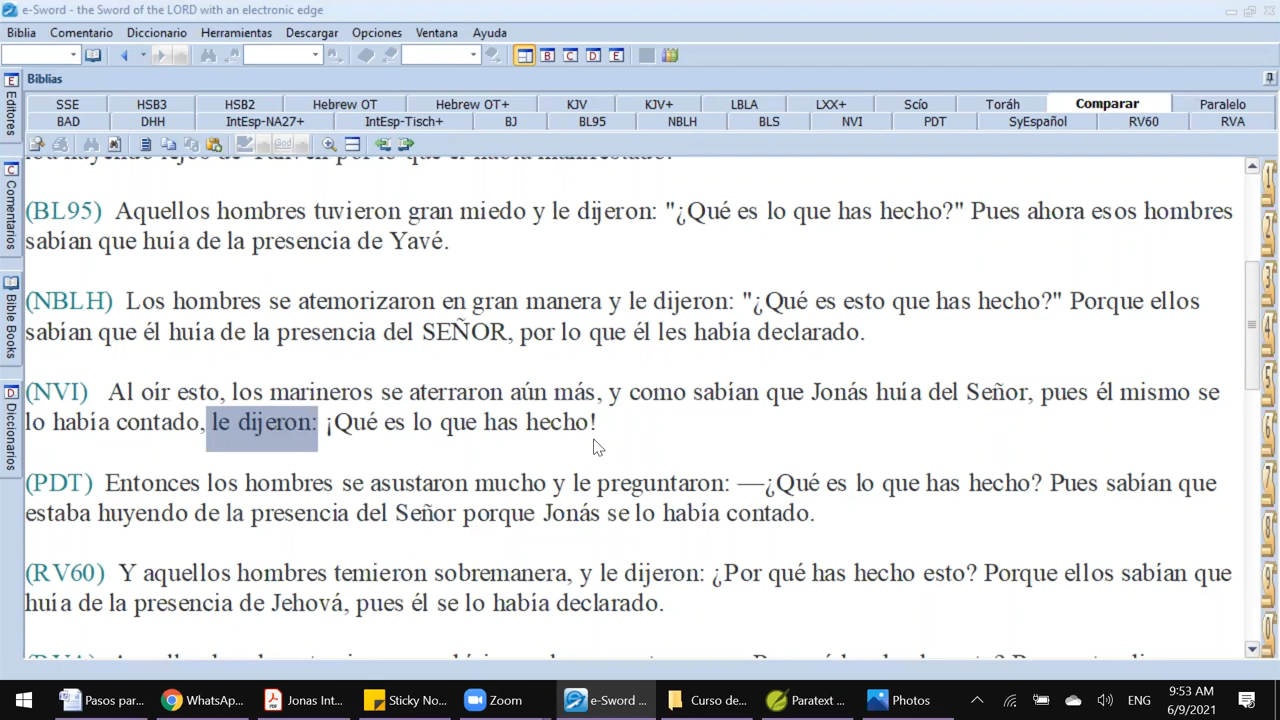 e-Sword - the Sword of the LORD with an electronic edge
Biblia Comentario Diccionario Herramientas Descargar Opciones Ventana Ayuda
B C D E
Biblias
SSE HSB3 HSB2 Hebrew OT Hebrew OT+ KJV KJV+ LBLA LXX+ Scío Toráh Comparar Paralelo
BAD DHH IntEsp-NA27+ IntEsp-Tisch+ BJ BL95 NBLH BLS NVI PDT SyEspañol RV60 RVA
E Editores
C Comentarios
Bible Books
D Diccionarios
(BL95) Aquellos hombres tuvieron gran miedo y le dijeron: "¿Qué es lo que has hecho?" Pues ahora esos hombres
sabían que huía de la presencia de Yavé.
(NBLH) Los hombres se atemorizaron en gran manera y le dijeron: "¿Qué es esto que has hecho?" Porque ellos
sabían que él huía de la presencia del SEÑOR, por lo que él les había declarado.
(NVI) Al oír esto, los marineros se aterraron aún más, y como sabían que Jonás huía del Señor, pues él mismo se
lo había contado, le dijeron: ¡Qué es lo que has hecho!
(PDT) Entonces los hombres se asustaron mucho y le preguntaron: —¿Qué es lo que has hecho? Pues sabían que
estaba huyendo de la presencia del Señor porque Jonás se lo había contado.
(RV60) Y aquellos hombres temieron sobremanera, y le dijeron: ¿Por qué has hecho esto? Porque ellos sabían que
huía de la presencia de Jehová, pues él se lo había declarado.
Pasos par... WhatsAp... Jonas Int... Sticky No... Zoom e-Sword ... Curso de... Paratext ... Photos ENG
9:53 AM
6/9/2021